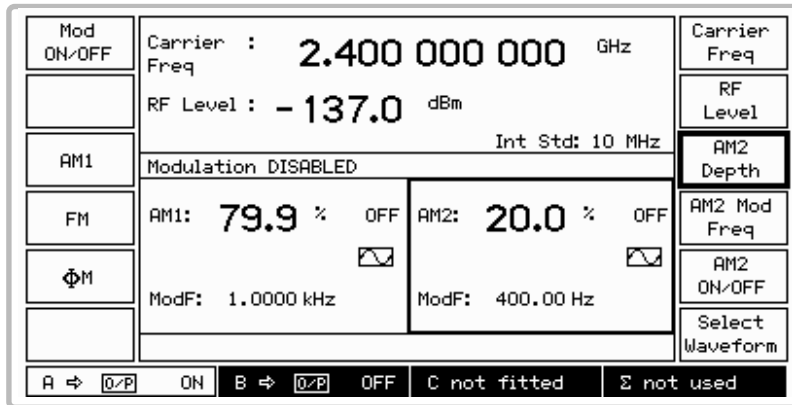 Mod
ON/OFF
AM1
FM
ΦM
Carrier : 2.400 000 000 GHz
Freq
RF Level : -137.0 dBm
Int Std: 10 MHz
Modulation DISABLED
AM1: 79.9 % OFF
ModF: 1.0000 kHz
AM2: 20.0 % OFF
ModF: 400.00 Hz
Carrier
Freq
RF
Level
AM2
Depth
AM2 Mod
Freq
AM2
ON/OFF
Select
Waveform
A ⇨ O/P ON
B ⇨ O/P OFF
C not fitted
Σ not used